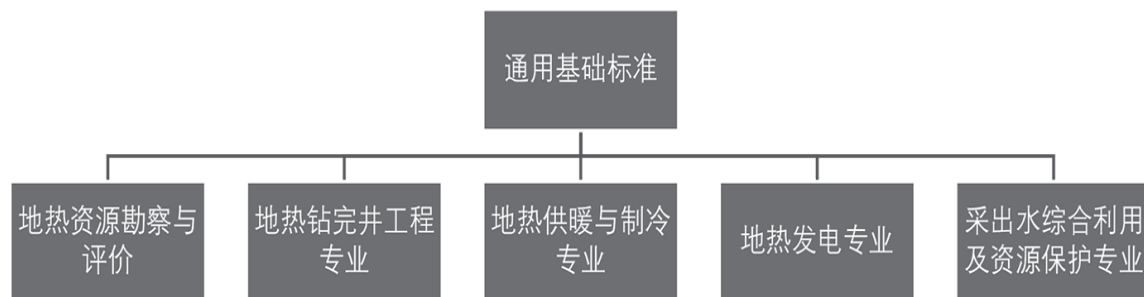 通用基础标准
地热资源勘察与
评价
地热钻完井工程
专业
地热供暖与制冷
专业
地热发电专业
采出水综合利用
及资源保护专业